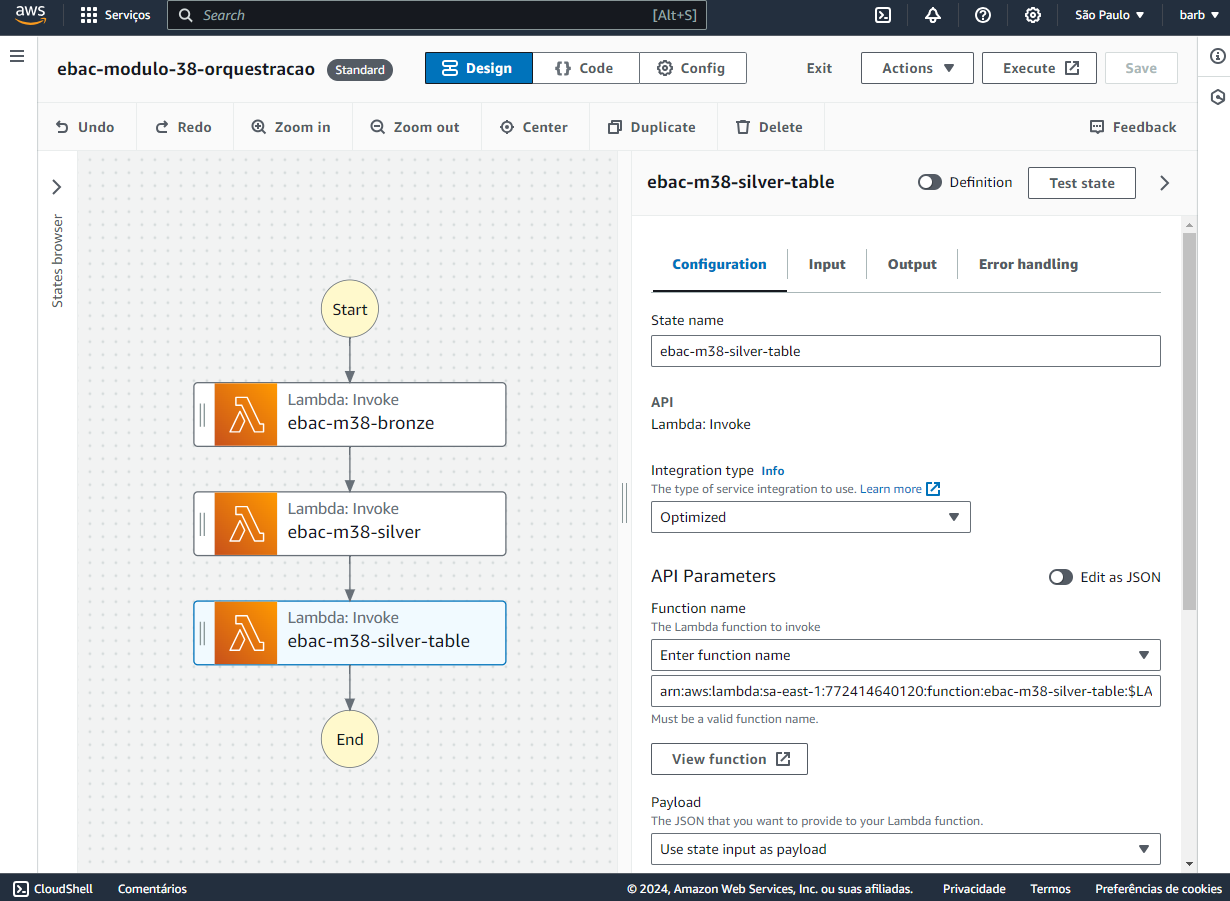 aws
Serviços
Search [Alt+S]
São Paulo
barb
ebac-modulo-38-orquestracao
Standard
Design
{} Code
Config
Exit
Actions
Execute
Save
Undo
Redo
Zoom in
Zoom out
Center
Duplicate
Delete
Feedback
States browser
Start
Lambda: Invoke
ebac-m38-bronze
Lambda: Invoke
ebac-m38-silver
Lambda: Invoke
ebac-m38-silver-table
End
ebac-m38-silver-table
Definition
Test state
Configuration
Input
Output
Error handling
State name
ebac-m38-silver-table
API
Lambda: Invoke
Integration type Info
The type of service integration to use. Learn more
Optimized
API Parameters
Edit as JSON
Function name
The Lambda function to invoke
Enter function name
arn:aws:lambda:sa-east-1:772414640120:function:ebac-m38-silver-table:$LA
Must be a valid function name.
View function
Payload
The JSON that you want to provide to your Lambda function.
Use state input as payload
CloudShell
Comentários
© 2024, Amazon Web Services, Inc. ou suas afiliadas.
Privacidade
Termos
Preferências de cookies